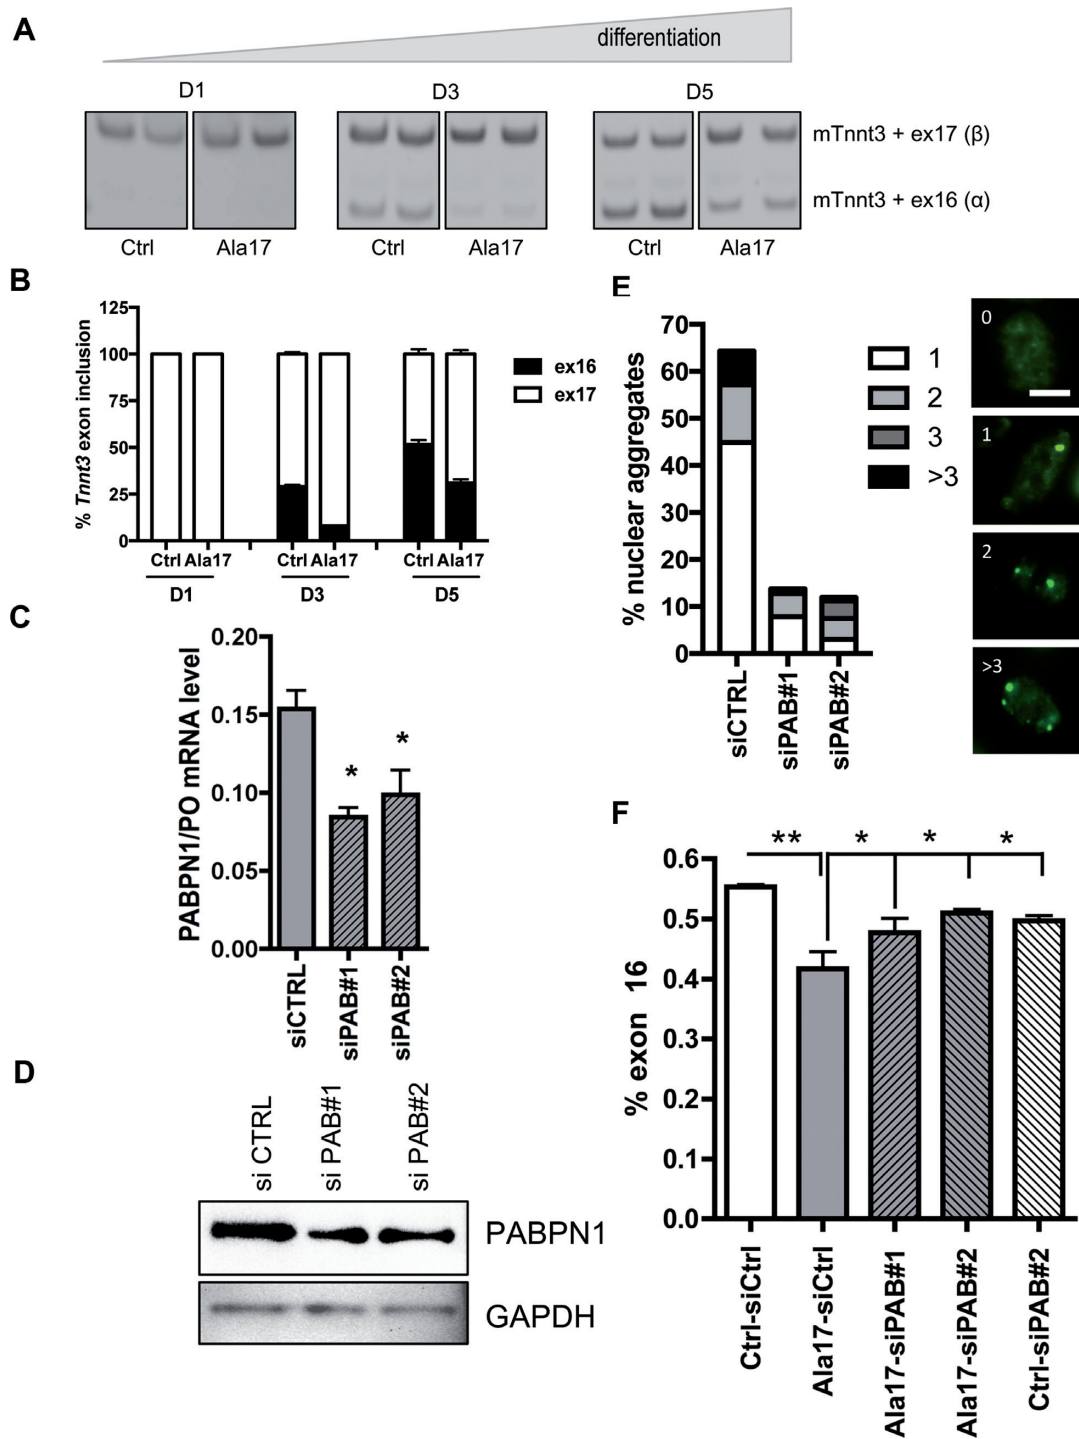 A
differentiation
D1 D3 D5
mTnnt3 + ex17 (β)
mTnnt3 + ex16 (α)
Ctrl Ala17 Ctrl Ala17 Ctrl Ala17
B
% Tnnt3 exon inclusion
125
100
75
50
25
0
Ctrl Ala17 Ctrl Ala17 Ctrl Ala17
D1 D3 D5
ex16
ex17
C
PABPN1/PO mRNA level
0.20
0.15
0.10
0.05
0.00
* *
siCTRL
siPAB#1
siPAB#2
D
si CTRL
si PAB#1
si PAB#2
PABPN1
GAPDH
E
% nuclear aggregates
70
60
50
40
30
20
10
0
siCTRL
siPAB#1
siPAB#2
1
2
3
>3
0
1
2
>3
F
% exon 16
0.6
0.5
0.4
0.3
0.2
0.1
0.0
** * * *
Ctrl-siCtrl
Ala17-siCtrl
Ala17-siPAB#1
Ala17-siPAB#2
Ctrl-siPAB#2